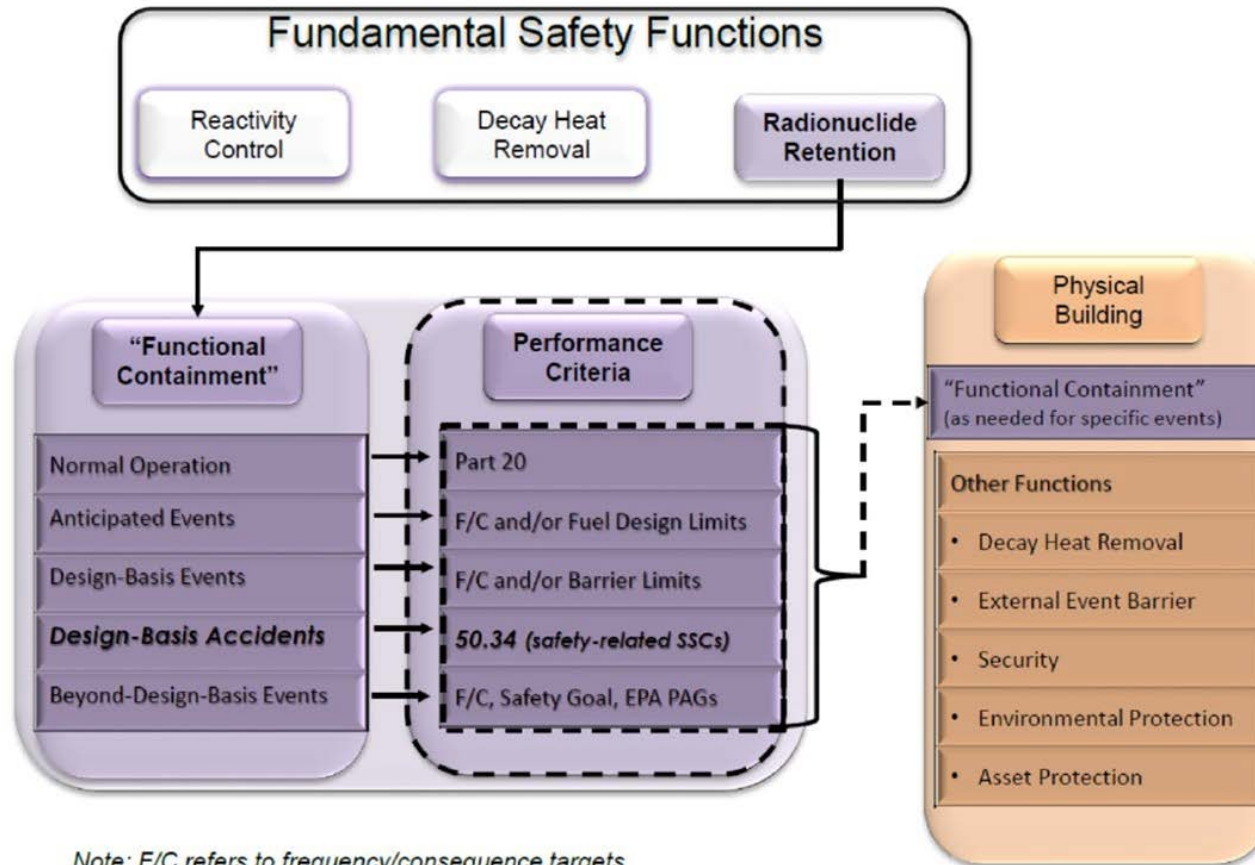 Fundamental Safety Functions
Reactivity
Control
Decay Heat
Removal
Radionuclide
Retention
“Functional
Containment”
Normal Operation
Anticipated Events
Design-Basis Events
Design-Basis Accidents
Beyond-Design-Basis Events
Performance
Criteria
Part 20
F/C and/or Fuel Design Limits
F/C and/or Barrier Limits
50.34 (safety-related SSCs)
F/C, Safety Goal, EPA PAGs
Physical
Building
“Functional Containment”
(as needed for specific events)
Other Functions
• Decay Heat Removal
• External Event Barrier
• Security
• Environmental Protection
• Asset Protection
Note: F/C refers to frequency/consequence targets